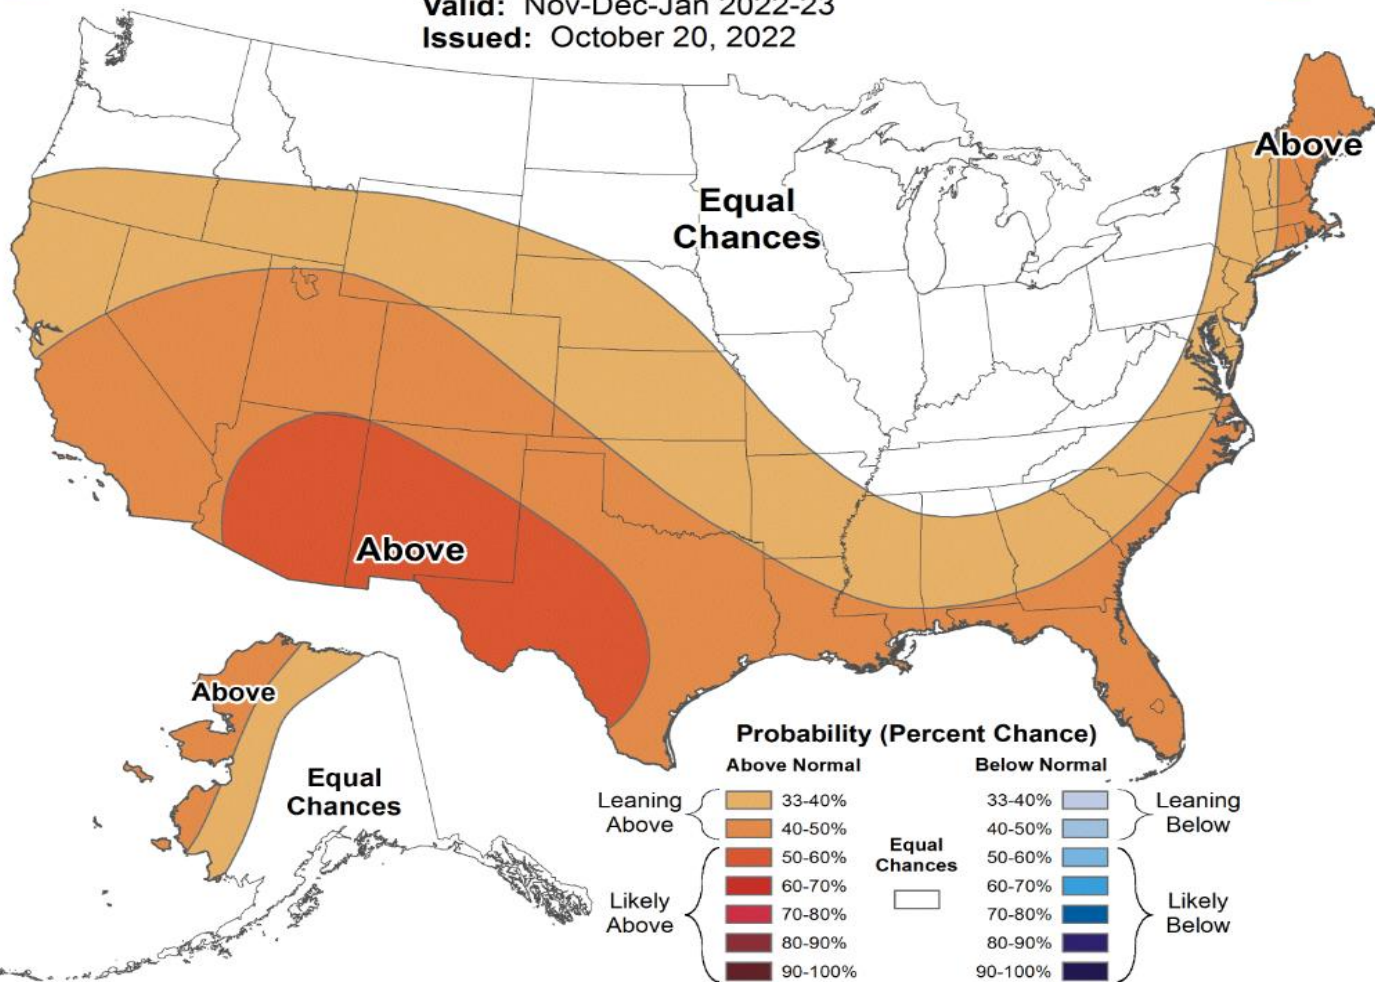 Valid: Nov-Dec-Jan 2022-23
Issued: October 20, 2022
Above
Equal
Chances
Above
Above
Equal
Chances
Probability (Percent Chance)
Above Normal
Below Normal
Leaning
Above
33-40%
40-50%
Likely
Above
50-60%
60-70%
70-80%
80-90%
90-100%
Equal
Chances
33-40%
40-50%
Leaning
Below
50-60%
60-70%
70-80%
80-90%
90-100%
Likely
Below